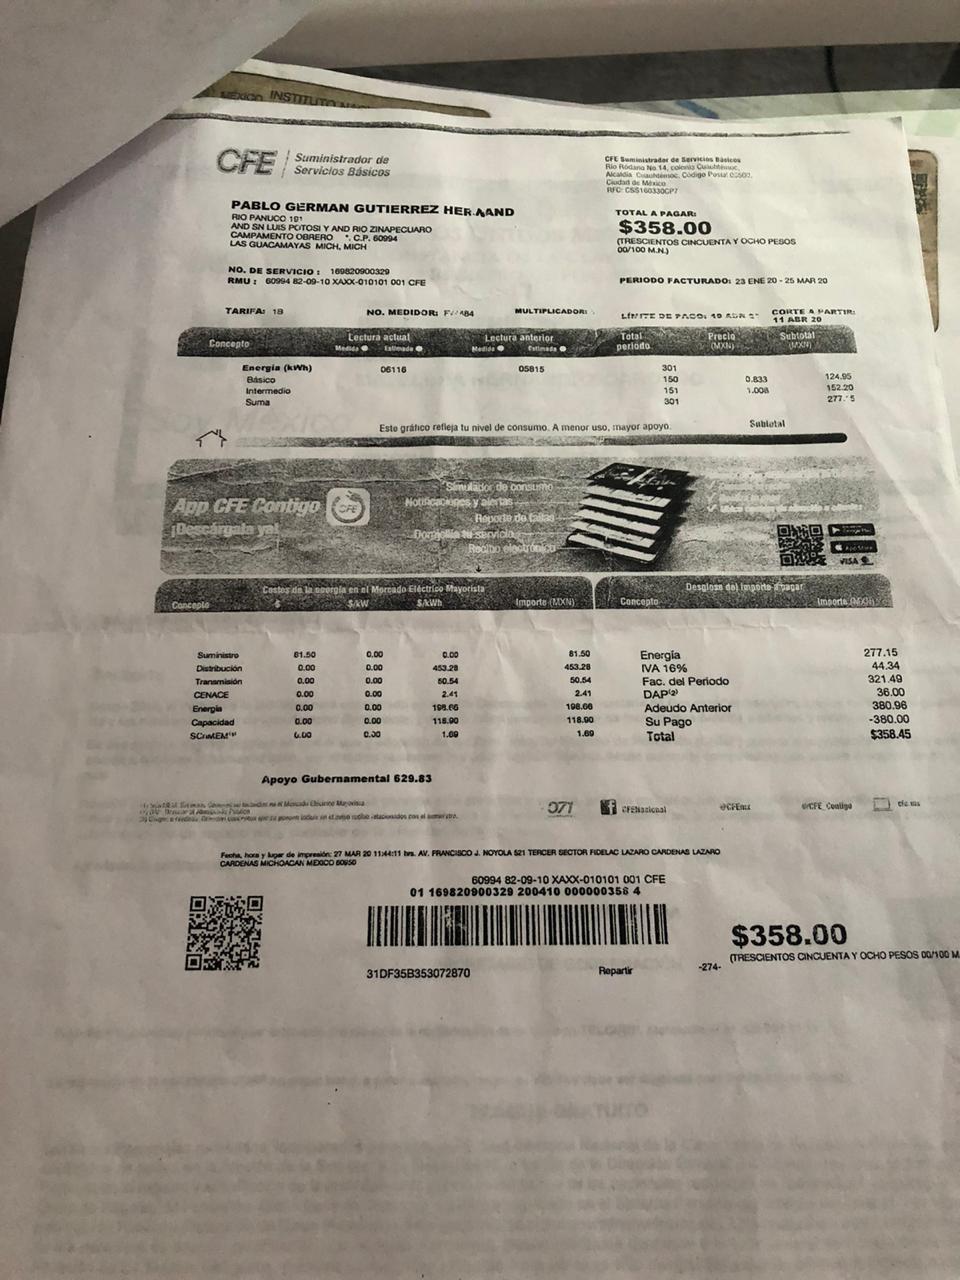 MÉXICO INSTITUTO
CFE Suministrador de
Servicios Básicos
CFE Suministrador de Servicios Básicos
Río Ródano No.14, colonia Cuauhtémoc,
Alcaldía Cuauhtémoc, Código Postal
Ciudad de México
RFC: CSS160330CP7
PABLO GERMAN GUTIERREZ
RIO PANUCO 191
AND SN LUIS POTOSI Y AND RIO ZINAPECUARO
CAMPAMENTO OBRERO *. C.P. 60994
LAS GUACAMAYAS MICH, MICH
TOTAL A PAGAR:
$358.00
(TRESCIENTOS CINCUENTA Y OCHO PESOS
00/100 M.N.)
NO. DE SERVICIO : 169820900329
RMU : 60994 82-09-10 XAXX-010101 001 CFE
PERIODO FACTURADO: 23 ENE 20 - 25 MAR 20
TARIFA: 1B NO. MEDIDOR: MULTIPLICADOR: LÍMITE DE PAGO: CORTE A PARTIR:
11 ABR 20
Concepto Lectura actual Lectura anterior Total periodo Precio (MXN) Subtotal (MXN)
Medida Estimada Medida Estimada
Energía (kWh) 06116 05815 301
Básico 150 0.833 124.95
Intermedio 151 1.008 152.20
Suma 301
Este gráfico refleja tu nivel de consumo. A menor uso, mayor apoyo. Subtotal
App CFE Contigo CFE
¡Descárgala ya!
Simulador de consumo
Notificaciones y alertas
Reporte de fallas
Domicilia tu servicio
Recibo electrónico
Google Play
App Store
VISA
Costos de la energía en el Mercado Eléctrico Mayorista
Concepto $ $/kW $/kWh Importe (MXN)
Desglose del importe a pagar
Concepto Importe (MXN)
Suministro 81.50 0.00 0.00 81.50
Distribución 0.00 0.00 453.28 453.28
Transmisión 0.00 0.00 50.54 50.54
CENACE 0.00 0.00 2.41 2.41
Energía 0.00 0.00 198.66 198.66
Capacidad 0.00 0.00 118.90 118.90
SCnMEM 0.00 0.00 1.69 1.69
Energía 277.15
IVA 16% 44.34
Fac. del Periodo 321.49
DAP(2) 36.00
Adeudo Anterior 380.96
Su Pago -380.00
Total $358.45
Apoyo Gubernamental 629.83
071 CFENacional @CFEmx @CFE_Contigo cfe.mx
Fecha, hora y lugar de impresión: 27 MAR 20 11:44:11 hrs. AV. FRANCISCO J. NOYOLA 521 TERCER SECTOR FIDELAC LAZARO CARDENAS LAZARO
CARDENAS MICHOACAN MEXICO 60950
60994 82-09-10 XAXX-010101 001 CFE
01 169820900329 200410 000000358 4
31DF35B353072870 Repartir -274-
$358.00
(TRESCIENTOS CINCUENTA Y OCHO PESOS 00/100 M